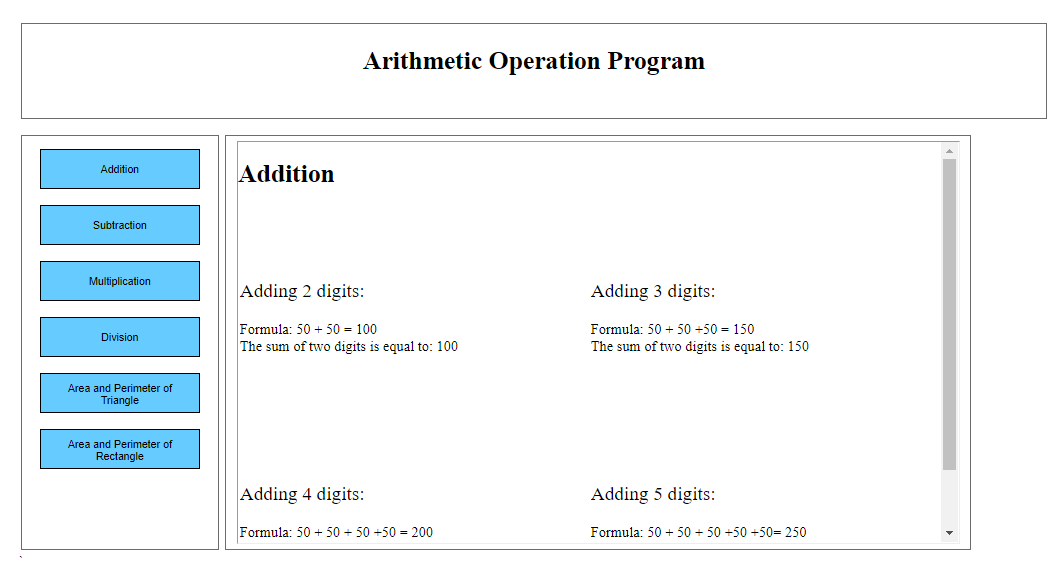 Arithmetic Operation Program
Addition
Subtraction
Multiplication
Division
Area and Perimeter of
Triangle
Area and Perimeter of
Rectangle
Addition
Adding 2 digits:
Formula: 50 + 50 = 100
The sum of two digits is equal to: 100
Adding 3 digits:
Formula: 50 + 50 +50 = 150
The sum of two digits is equal to: 150
Adding 4 digits:
Formula: 50 + 50 + 50 +50 = 200
Adding 5 digits:
Formula: 50 + 50 + 50 +50 +50= 250
`